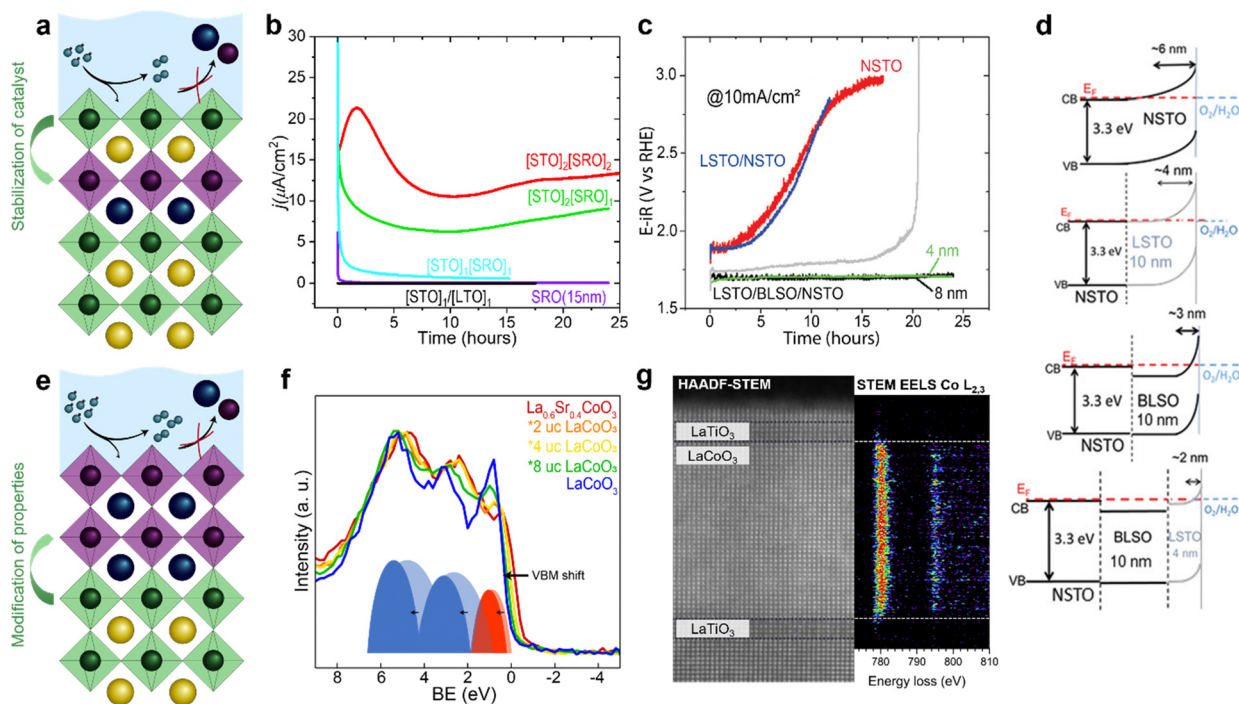 a
Stabilization of catalyst
b
30
25
20
15
10
5
0
j(μA/cm²)
[STO]₂[SRO]₂
[STO]₂[SRO]₁
[STO]₁[SRO]₁
[STO]₁/[LTO]₁
SRO(15nm)
0 5 10 15 20 25
Time (hours)
c
3.0
2.5
2.0
1.5
E-iR (V vs RHE)
NSTO
@10mA/cm²
LSTO/NSTO
4 nm
8 nm
LSTO/BLSO/NSTO
0 5 10 15 20 25
Time (hours)
d
~6 nm
CB
E_F
NSTO
O₂/H₂O
3.3 eV
VB
~4 nm
E_F
CB
O₂/H₂O
3.3 eV
LSTO
10 nm
VB
NSTO
~3 nm
E_F
CB
O₂/H₂O
3.3 eV
BLSO
10 nm
VB
NSTO
~2 nm
E_F
CB
O₂/H₂O
3.3 eV
BLSO
10 nm
LSTO
4 nm
VB
NSTO
e
Modification of properties
f
La₀.₆Sr₀.₄CoO₃
*2 uc LaCoO₃
*4 uc LaCoO₃
*8 uc LaCoO₃
LaCoO₃
Intensity (a. u.)
VBM shift
8 6 4 2 0 -2 -4
BE (eV)
g
HAADF-STEM
STEM EELS Co L₂,₃
LaTiO₃
LaCoO₃
LaTiO₃
780 790 800 810
Energy loss (eV)